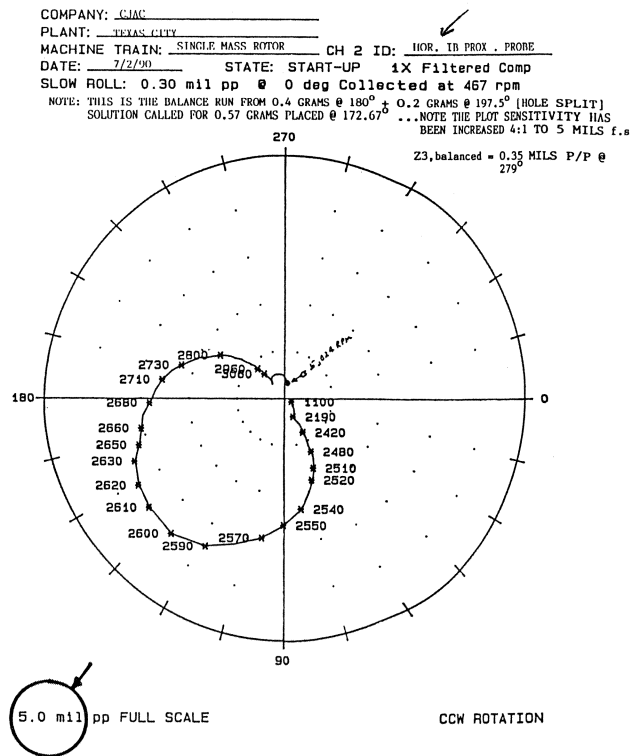 COMPANY: CJAC
PLANT: TEXAS CITY
MACHINE TRAIN: SINGLE MASS ROTOR CH 2 ID: HOR. IB PROX . PROBE
DATE: 7/2/90 STATE: START-UP 1X Filtered Comp
SLOW ROLL: 0.30 mil pp @ 0 deg Collected at 467 rpm
NOTE: THIS IS THE BALANCE RUN FROM 0.4 GRAMS @ 180° + 0.2 GRAMS @ 197.5° [HOLE SPLIT]
SOLUTION CALLED FOR 0.57 GRAMS PLACED @ 172.67° ...NOTE THE PLOT SENSITIVITY HAS
BEEN INCREASED 4:1 TO 5 MILS f.s
270
Z3,balanced = 0.35 MILS P/P @
279°
2800
2730
2960
3080
2710
180
0
2680
1100
2190
2660
2420
2650
2480
2630
2510
2520
2620
2540
2610
2550
2600
2570
2590
90
5.0 mil pp FULL SCALE
CCW ROTATION